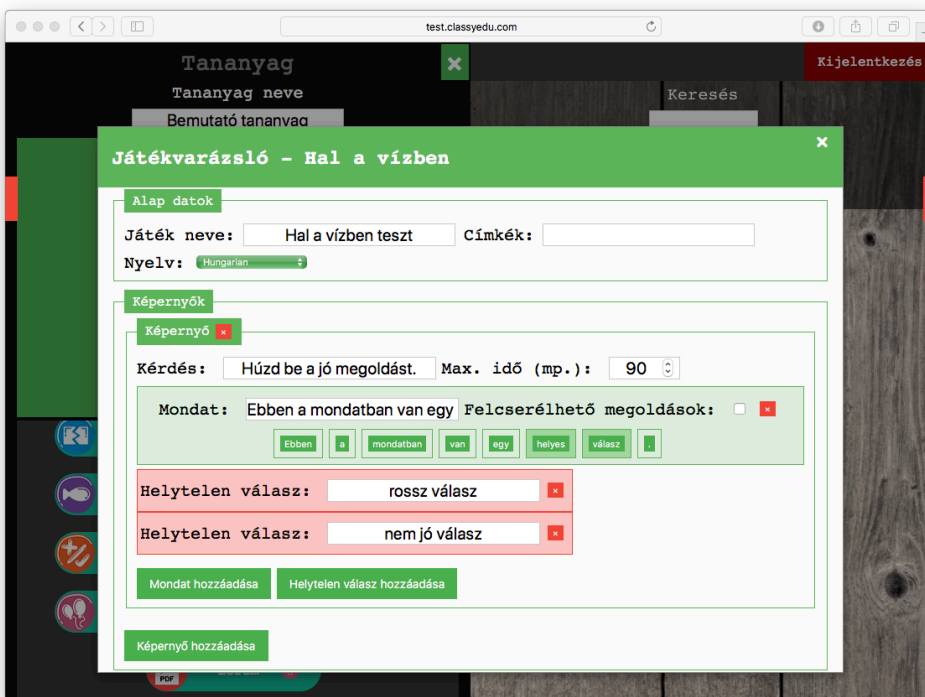 test.classyedu.com
Tananyag
Kijelentkezés
Tananyag neve
Keresés
Bemutató tananyag
Játékvarázsló - Hal a vízben
Alap datok
Játék neve: Hal a vízben teszt Címkék:
Nyelv: Hungarian
Képernyők
Képernyő
Kérdés: Húzd be a jó megoldást. Max. idő (mp.): 90
Mondat: Ebben a mondatban van egy Felcserélhető megoldások:
Ebben a mondatban van egy helyes válasz .
Helytelen válasz: rossz válasz
Helytelen válasz: nem jó válasz
Mondat hozzáadása Helytelen válasz hozzáadása
Képernyő hozzáadása
PDF